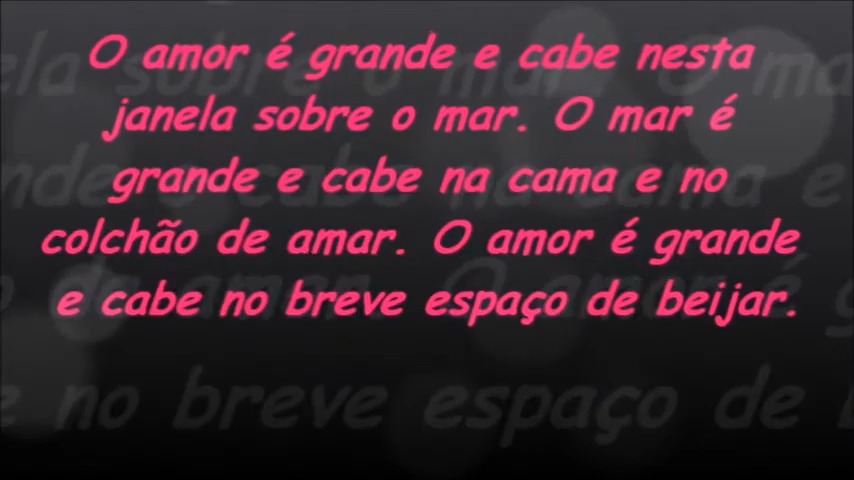 O amor é grande e cabe nesta
janela sobre o mar. O mar é
grande e cabe na cama e no
colchão de amar. O amor é grande
e cabe no breve espaço de beijar.